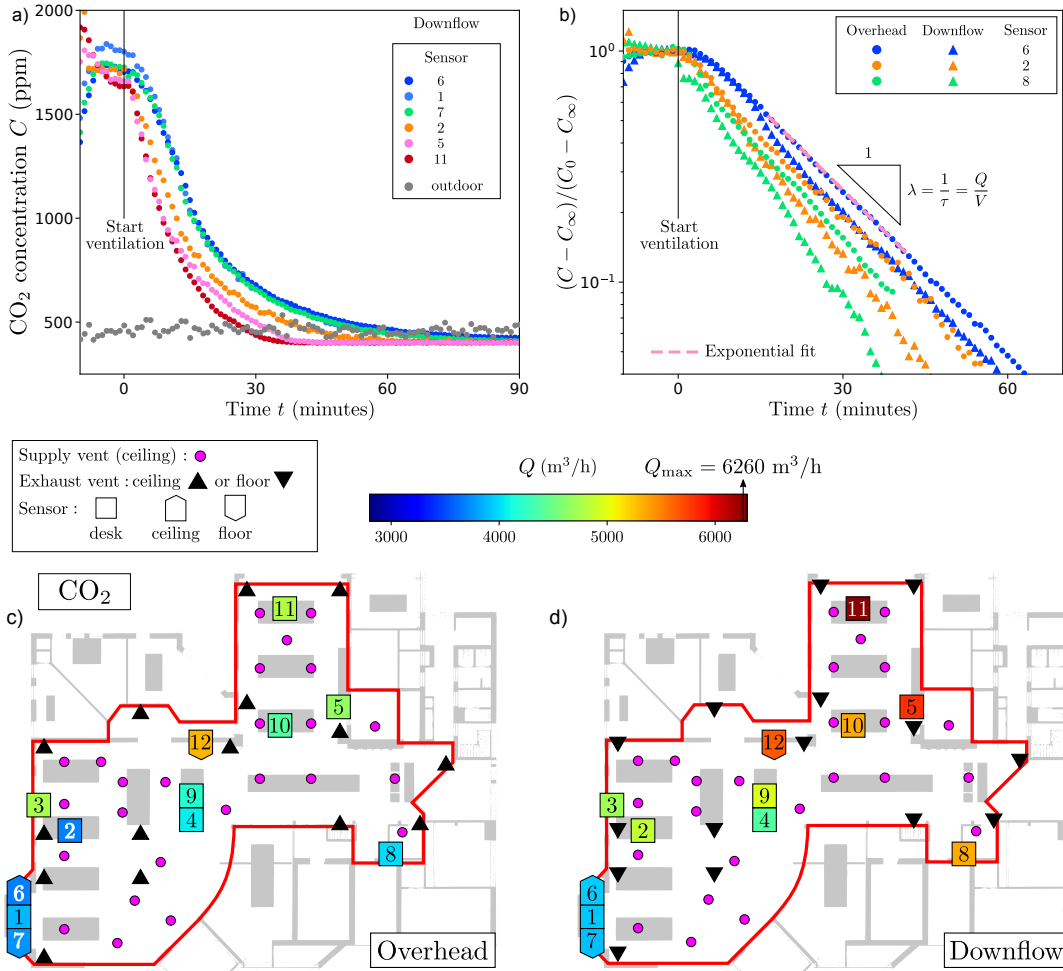 a)
Downflow
Sensor
6
1
7
2
5
11
outdoor
Start
ventilation
CO₂ concentration C (ppm)
2000
1500
1000
500
0
30
60
90
Time t (minutes)
b)
Overhead Downflow Sensor
6
2
8
1
λ = 1/τ = Q/V
Start
ventilation
Exponential fit
(C − C∞)/(C₀ − C∞)
10⁰
10⁻¹
0
30
60
Time t (minutes)
Supply vent (ceiling) :
Exhaust vent : ceiling or floor
Sensor :
desk ceiling floor
Q (m³/h) Q_max = 6260 m³/h
3000 4000 5000 6000
CO₂
c)
11
5
10
12
9
4
3
2
8
6
1
7
Overhead
d)
11
5
10
12
9
4
3
2
8
6
1
7
Downflow